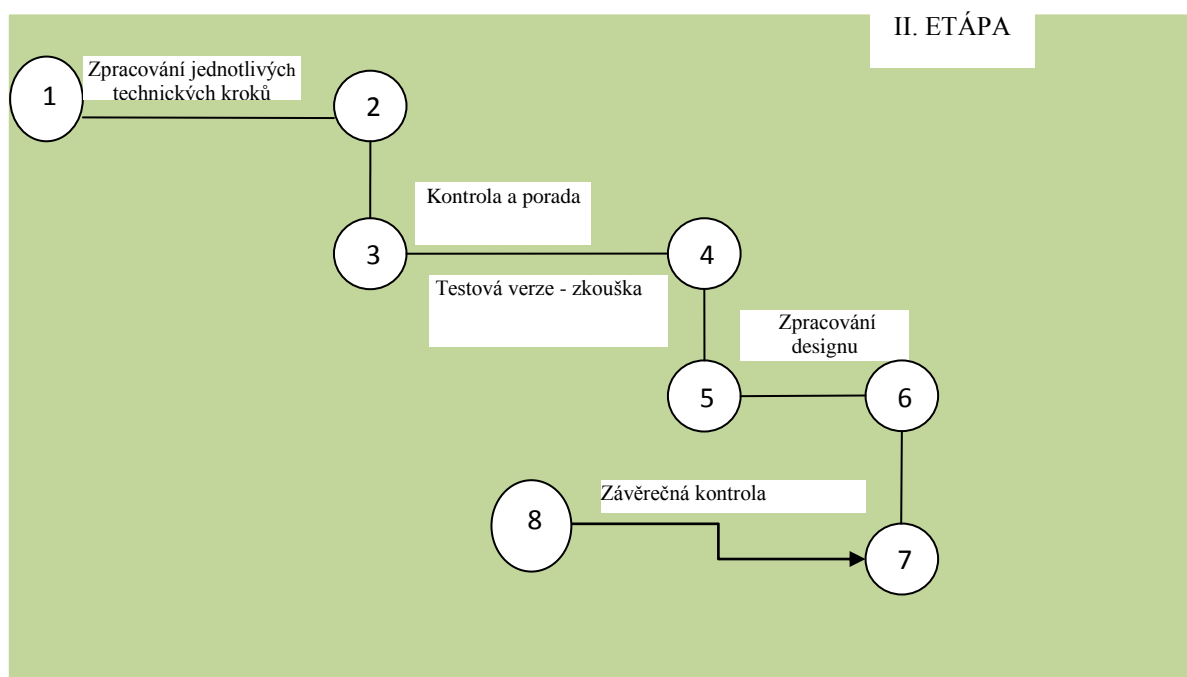 II. ETÁPA
Zpracování jednotlivých
technických kroků
1
2
Kontrola a porada
3
4
Testová verze - zkouška
Zpracování
designu
5
6
Závěrečná kontrola
8
7